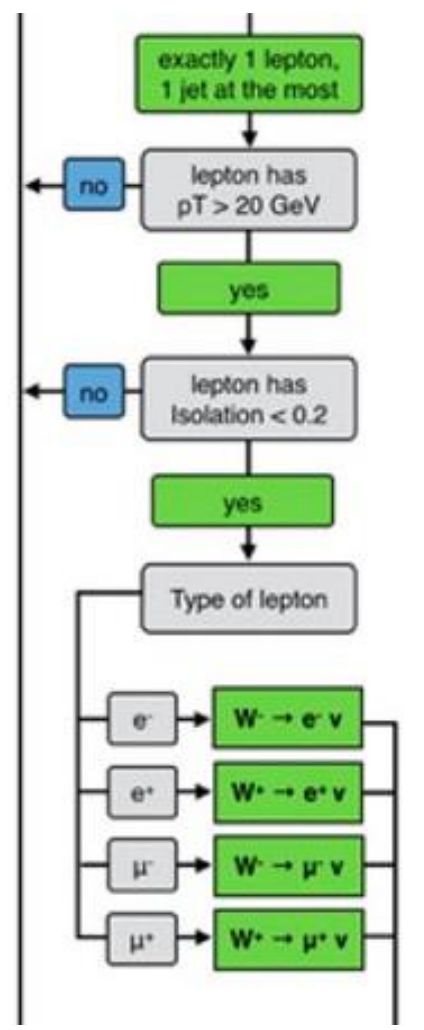 exactly 1 lepton,
1 jet at the most
no
lepton has
pT > 20 GeV
yes
no
lepton has
Isolation < 0.2
yes
Type of lepton
e⁻
W⁻ → e⁻ ν
e⁺
W⁺ → e⁺ ν
μ⁻
W⁻ → μ⁻ ν
μ⁺
W⁺ → μ⁺ ν